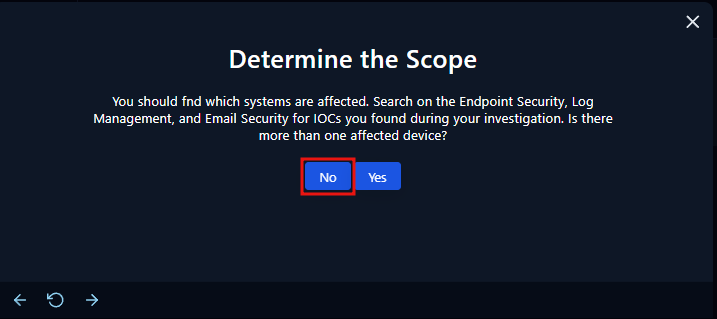 Determine the Scope
You should fnd which systems are affected. Search on the Endpoint Security, Log
Management, and Email Security for IOCs you found during your investigation. Is there
more than one affected device?
No Yes